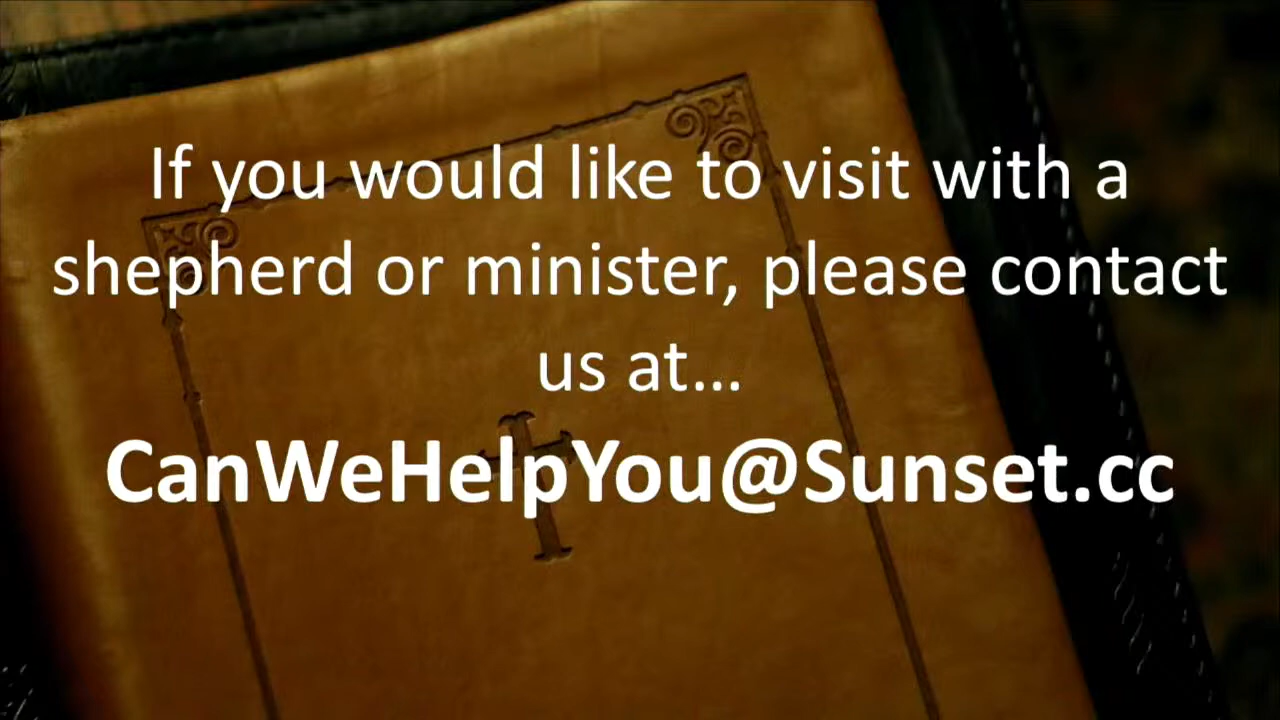 If you would like to visit with a
shepherd or minister, please contact
us at...
CanWeHelpYou@Sunset.cc